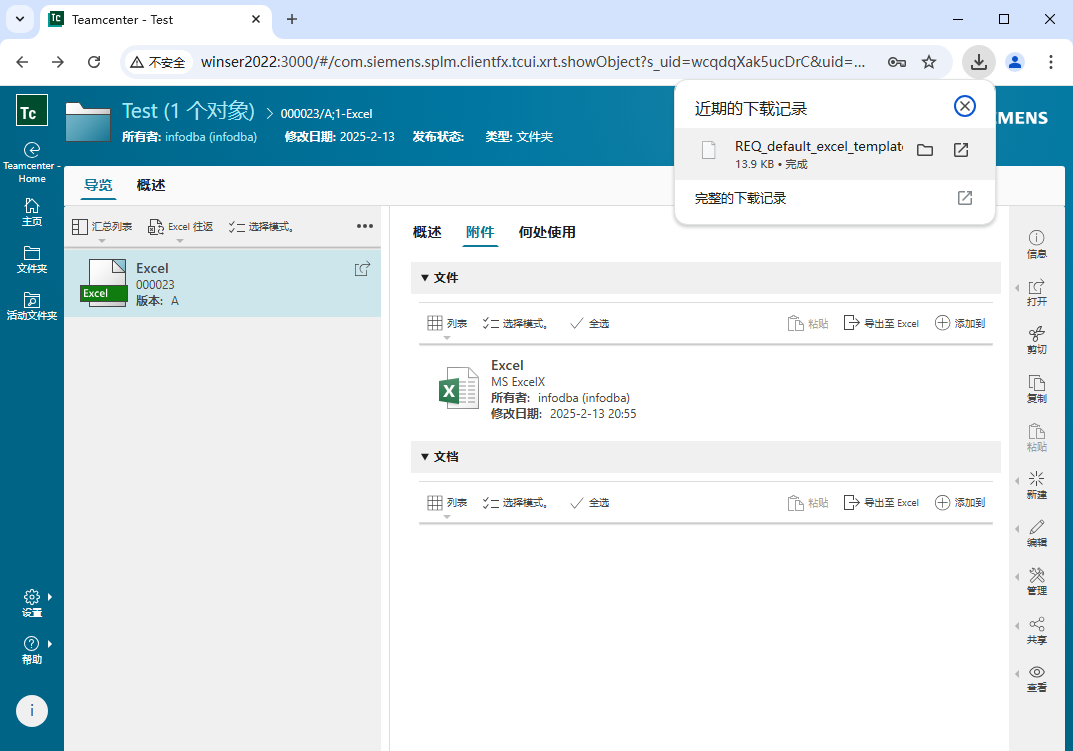 Teamcenter - Test
不安全
winser2022:3000/#/com.siemens.splm.clientfx.tcui.xrt.showObject?s_uid=wcqdqXak5ucDrC&uid=...
近期的下载记录
REQ_default_excel_templat
13.9 KB • 完成
完整的下载记录
Tc
Teamcenter - Home
主页
文件夹
活动文件夹
设置
帮助
Test (1 个对象)
000023/A;1-Excel
所有者: infodba (infodba) 修改日期: 2025-2-13 发布状态: 类型: 文件夹
MENS
导览 概述
汇总列表 Excel 往返 选择模式。
Excel
Excel
000023
版本: A
概述 附件 何处使用
文件
列表 选择模式。 全选 粘贴 导出至 Excel 添加到
Excel
MS ExcelX
所有者: infodba (infodba)
修改日期: 2025-2-13 20:55
文档
列表 选择模式。 全选 粘贴 导出至 Excel 添加到
信息
打开
剪切
复制
粘贴
新建
编辑
管理
共享
查看